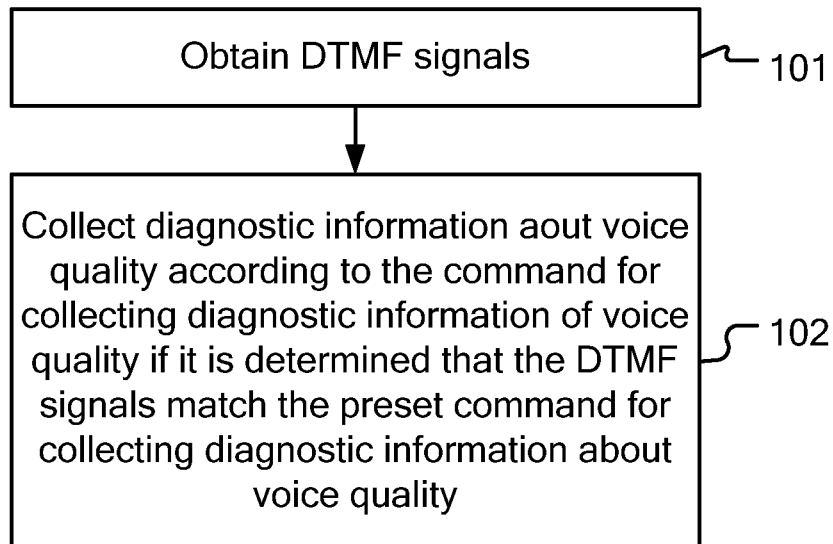 Obtain DTMF signals
101
Collect diagnostic information aout voice
quality according to the command for
collecting diagnostic information of voice
quality if it is determined that the DTMF
signals match the preset command for
collecting diagnostic information about
voice quality
102